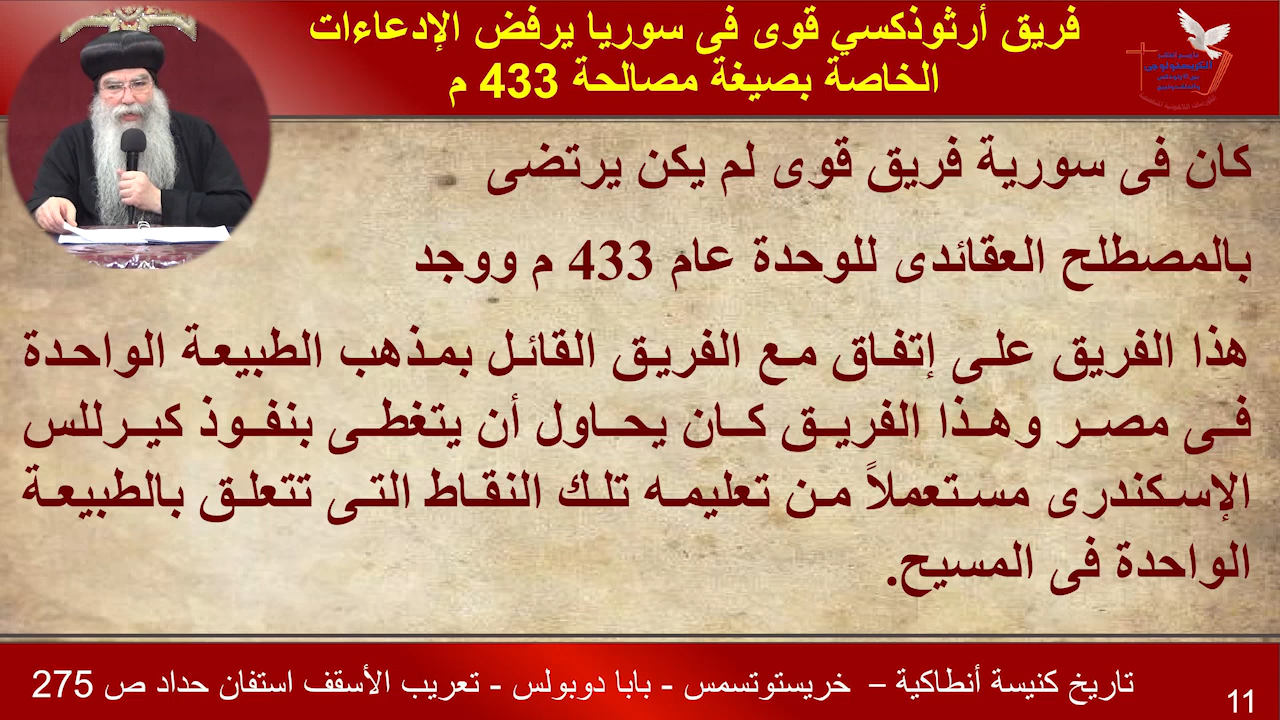 فريق أرثوذكسي قوى فى سوريا يرفض الإدعاءات
الخاصة بصيغة مصالحة 433 م
كان فى سورية فريق قوى لم يكن يرتضى
بالمصطلح العقائدى للوحدة عام 433 م ووجد
هذا الفريق على إتفاق مع الفريق القائل بمذهب الطبيعة الواحدة
فى مصر وهذا الفريق كان يحاول أن يتغطى بنفوذ كيرللس
الإسكندرى مستعملاً من تعليمه تلك النقاط التى تتعلق بالطبيعة
الواحدة فى المسيح.
تاريخ كنيسة أنطاكية – خريستوتسمس - بابا دوبولس - تعريب الأسقف استفان حداد ص 275
11